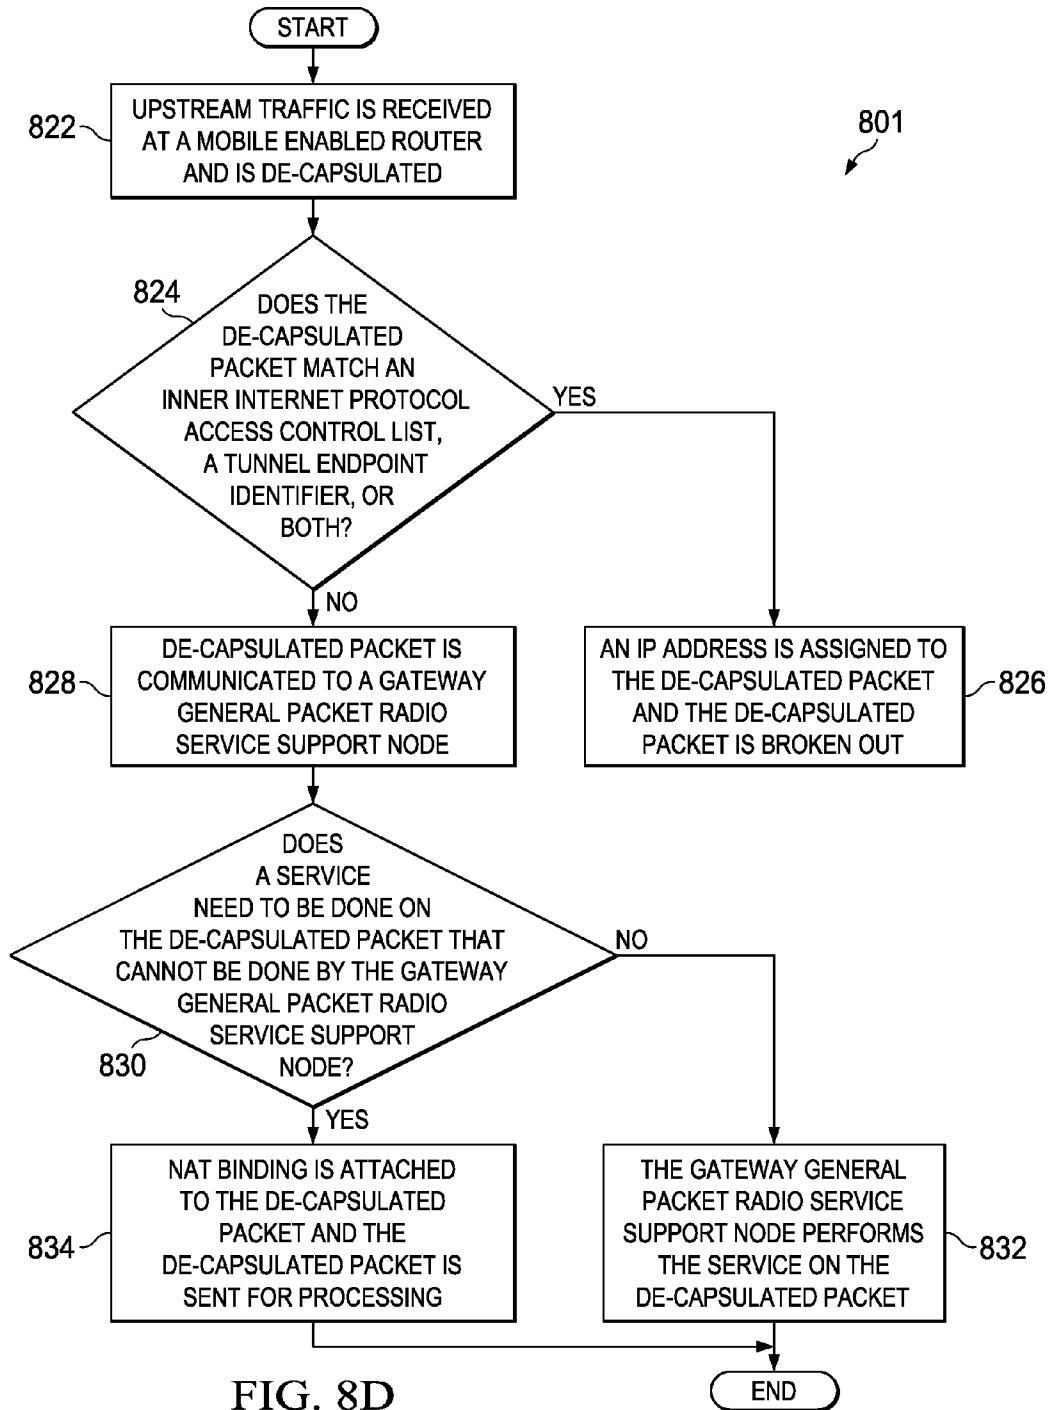 START
822
UPSTREAM TRAFFIC IS RECEIVED
AT A MOBILE ENABLED ROUTER
AND IS DE-CAPSULATED
801
824
DOES THE
DE-CAPSULATED
PACKET MATCH AN
INNER INTERNET PROTOCOL
ACCESS CONTROL LIST,
A TUNNEL ENDPOINT
IDENTIFIER, OR
BOTH?
YES
NO
828
DE-CAPSULATED PACKET IS
COMMUNICATED TO A GATEWAY
GENERAL PACKET RADIO
SERVICE SUPPORT NODE
AN IP ADDRESS IS ASSIGNED TO
THE DE-CAPSULATED PACKET
AND THE DE-CAPSULATED
PACKET IS BROKEN OUT
826
DOES
A SERVICE
NEED TO BE DONE ON
THE DE-CAPSULATED PACKET THAT
CANNOT BE DONE BY THE GATEWAY
GENERAL PACKET RADIO
SERVICE SUPPORT
NODE?
830
NO
YES
834
NAT BINDING IS ATTACHED
TO THE DE-CAPSULATED
PACKET AND THE
DE-CAPSULATED PACKET IS
SENT FOR PROCESSING
THE GATEWAY GENERAL
PACKET RADIO SERVICE
SUPPORT NODE PERFORMS
THE SERVICE ON THE
DE-CAPSULATED PACKET
832
END
FIG. 8D